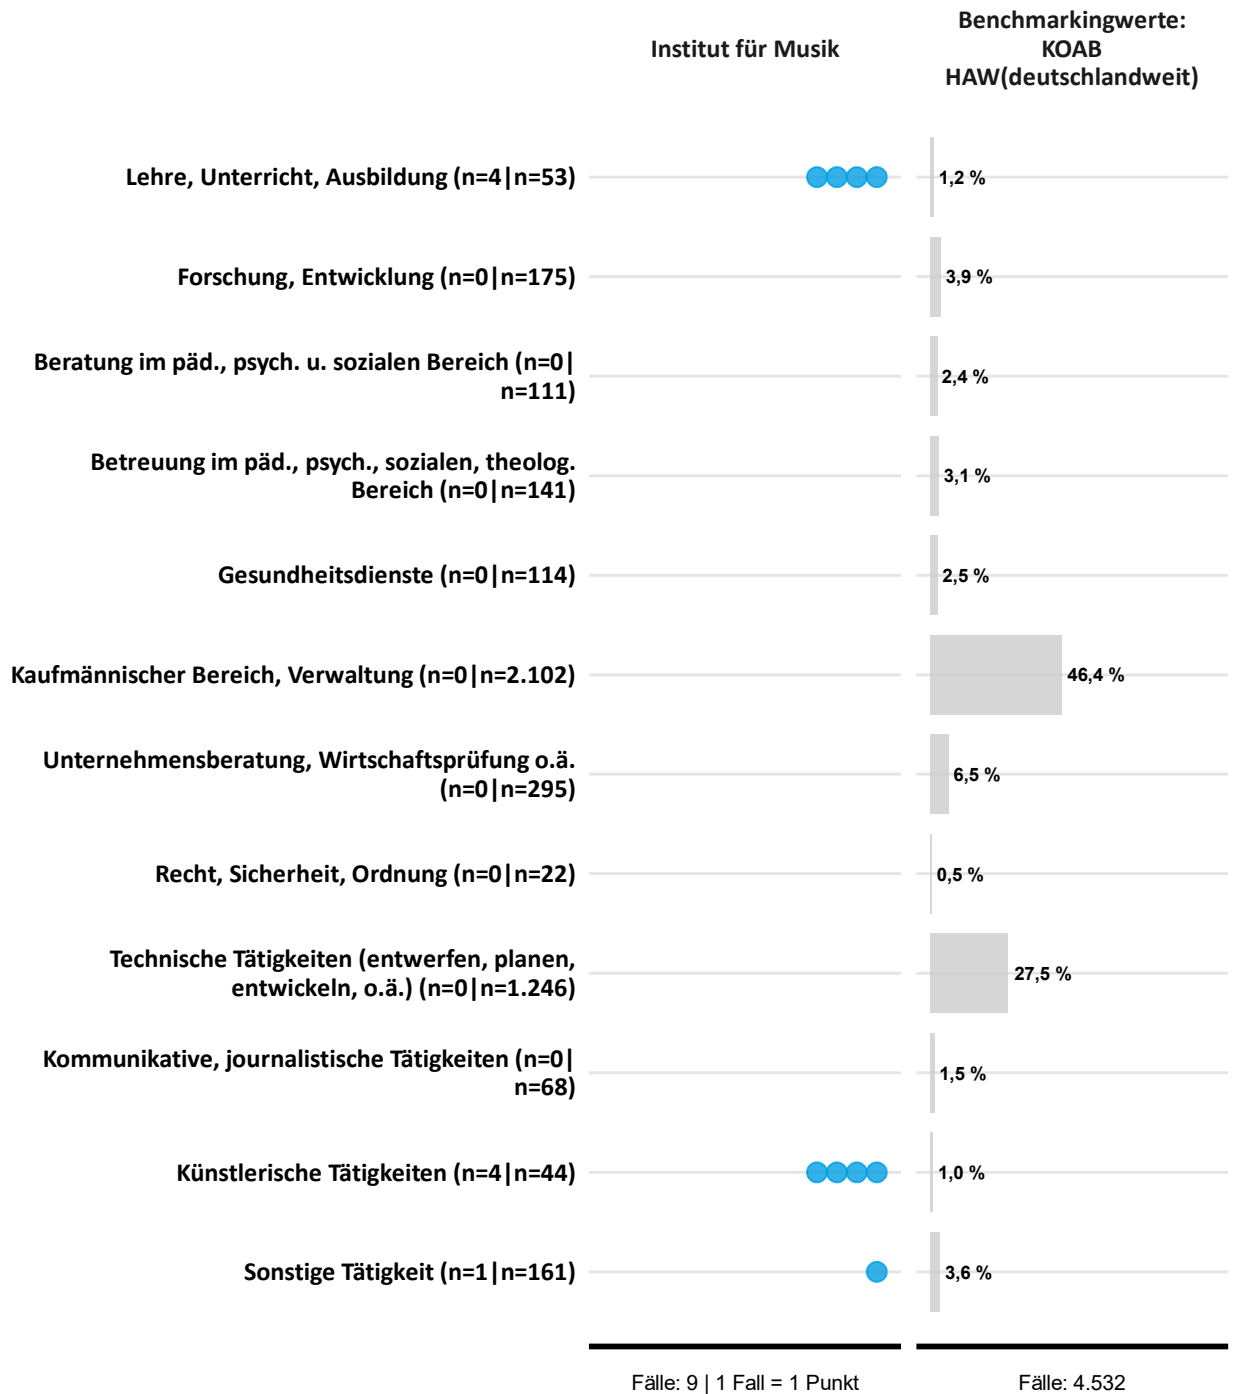 Institut für Musik
Benchmarkingwerte:
KOAB
HAW(deutschlandweit)
Lehre, Unterricht, Ausbildung (n=4|n=53)
1,2 %
Forschung, Entwicklung (n=0|n=175)
3,9 %
Beratung im päd., psych. u. sozialen Bereich (n=0|
n=111)
2,4 %
Betreuung im päd., psych., sozialen, theolog.
Bereich (n=0|n=141)
3,1 %
Gesundheitsdienste (n=0|n=114)
2,5 %
Kaufmännischer Bereich, Verwaltung (n=0|n=2.102)
46,4 %
Unternehmensberatung, Wirtschaftsprüfung o.ä.
(n=0|n=295)
6,5 %
Recht, Sicherheit, Ordnung (n=0|n=22)
0,5 %
Technische Tätigkeiten (entwerfen, planen,
entwickeln, o.ä.) (n=0|n=1.246)
27,5 %
Kommunikative, journalistische Tätigkeiten (n=0|
n=68)
1,5 %
Künstlerische Tätigkeiten (n=4|n=44)
1,0 %
Sonstige Tätigkeit (n=1|n=161)
3,6 %
Fälle: 9 | 1 Fall = 1 Punkt
Fälle: 4.532